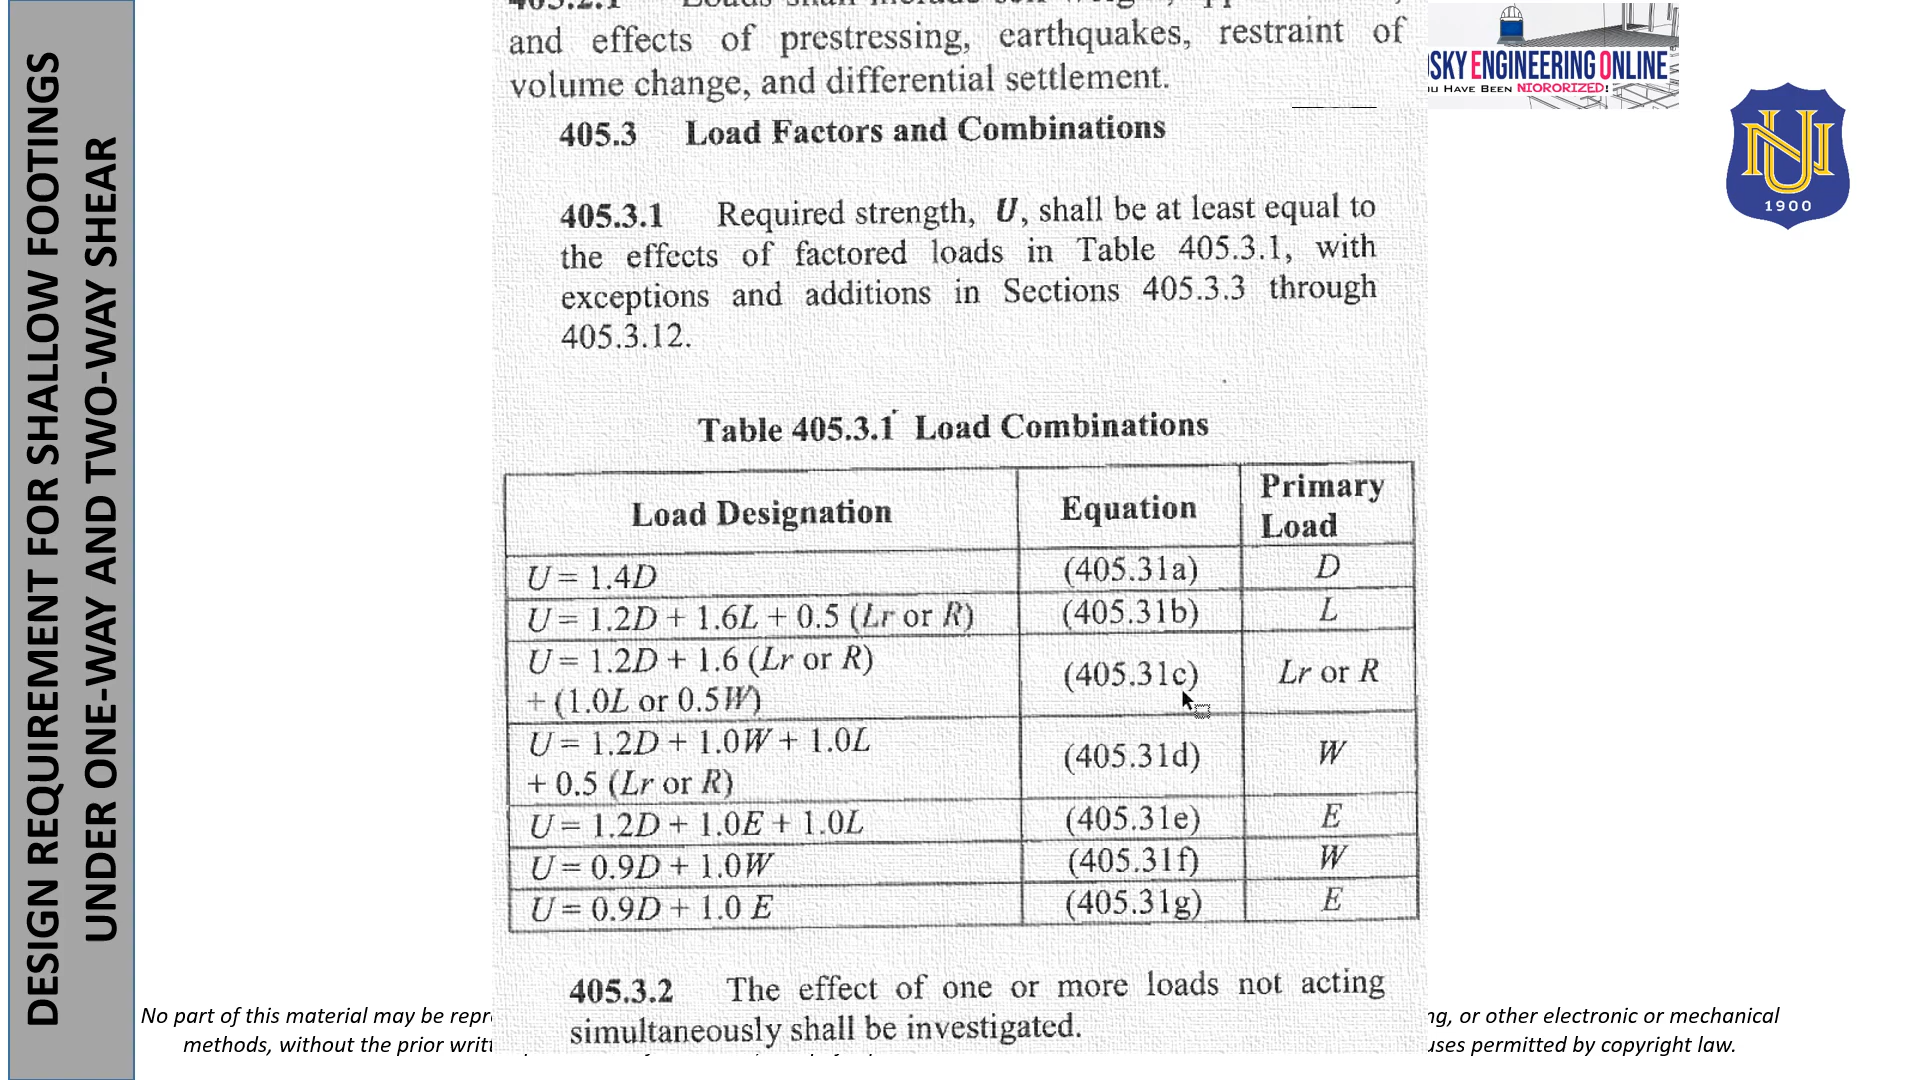 DESIGN REQUIREMENT FOR SHALLOW FOOTINGS
UNDER ONE-WAY AND TWO-WAY SHEAR
and effects of prestressing, earthquakes, restraint of
volume change, and differential settlement.
405.3 Load Factors and Combinations
405.3.1 Required strength, U, shall be at least equal to
the effects of factored loads in Table 405.3.1, with
exceptions and additions in Sections 405.3.3 through
405.3.12.
Table 405.3.1 Load Combinations
Load Designation Equation Primary
Load
U = 1.4D (405.31a) D
U = 1.2D + 1.6L + 0.5 (Lr or R) (405.31b) L
U = 1.2D + 1.6 (Lr or R)
+ (1.0L or 0.5W) (405.31c) Lr or R
U = 1.2D + 1.0W + 1.0L
+ 0.5 (Lr or R) (405.31d) W
U = 1.2D + 1.0E + 1.0L (405.31e) E
U = 0.9D + 1.0W (405.31f) W
U = 0.9D + 1.0 E (405.31g) E
405.3.2 The effect of one or more loads not acting
simultaneously shall be investigated.
SKY ENGINEERING ONLINE
Have Been NIORORIZED!
NU
1900
No part of this material may be or other electronic or mechanical
methods, without the prior uses permitted by copyright law.